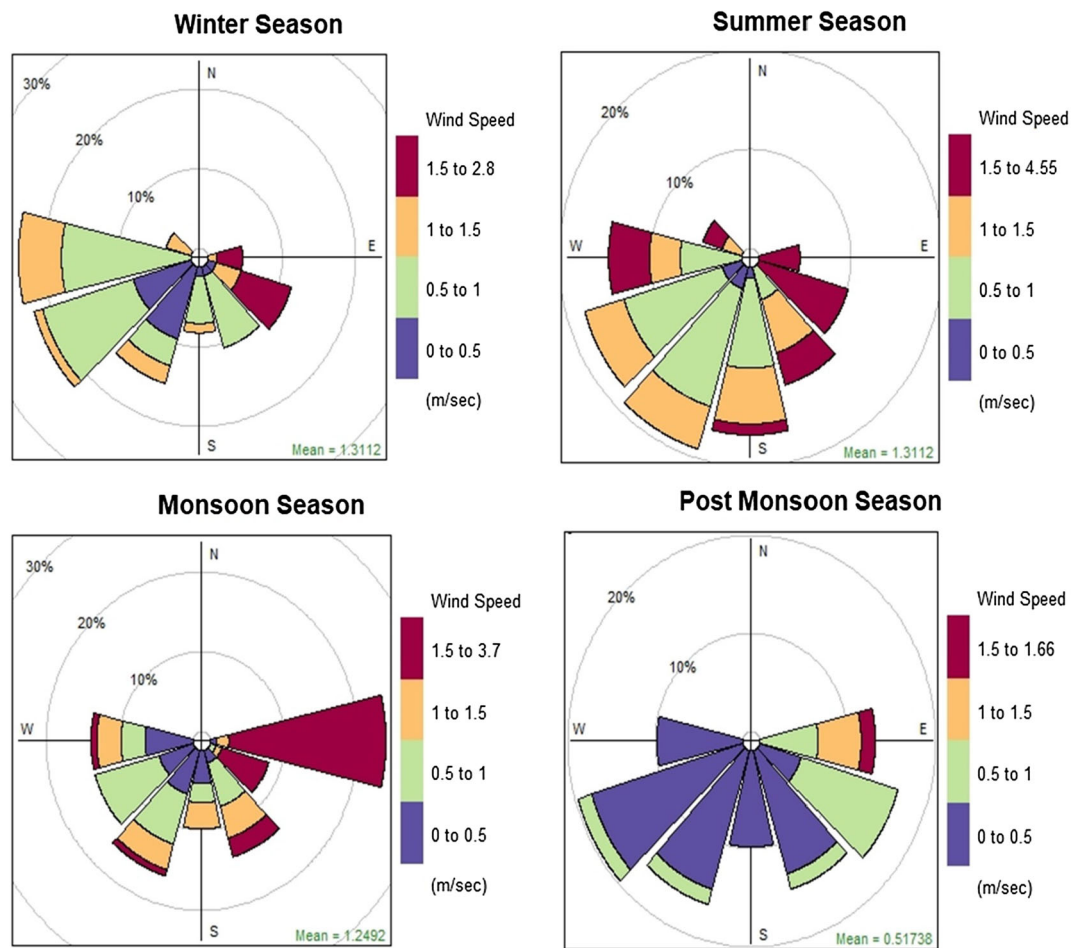 Winter Season
30%
20%
10%
N
E
S
Mean = 1.3112
Wind Speed
1.5 to 2.8
1 to 1.5
0.5 to 1
0 to 0.5
(m/sec)
Summer Season
20%
10%
N
W
E
S
Mean = 1.3112
Wind Speed
1.5 to 4.55
1 to 1.5
0.5 to 1
0 to 0.5
(m/sec)
Monsoon Season
30%
20%
10%
N
W
S
Mean = 1.2492
Wind Speed
1.5 to 3.7
1 to 1.5
0.5 to 1
0 to 0.5
(m/sec)
Post Monsoon Season
20%
10%
N
W
E
S
Mean = 0.51738
Wind Speed
1.5 to 1.66
1 to 1.5
0.5 to 1
0 to 0.5
(m/sec)